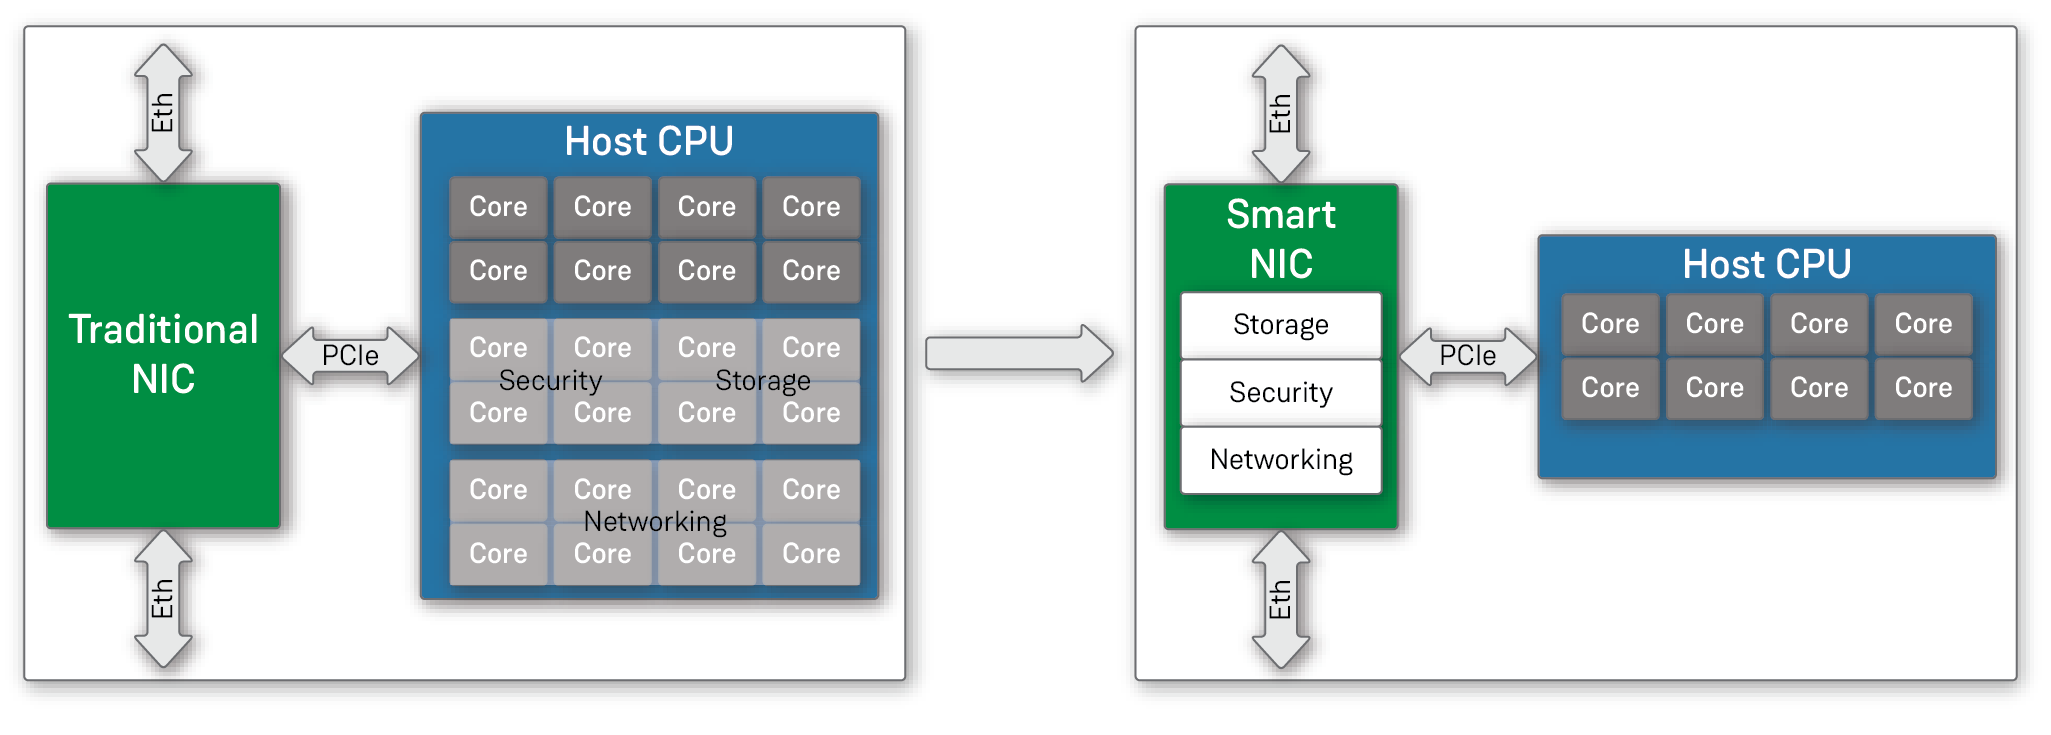 Eth
Traditional
NIC
Eth
PCIe
Host CPU
Core Core Core Core
Core Core Core Core
Core Core Core Core
Security Storage
Core Core Core Core
Core Core Core Core
Networking
Core Core Core Core
Eth
Smart
NIC
Storage
Security
Networking
Eth
PCIe
Host CPU
Core Core Core Core
Core Core Core Core